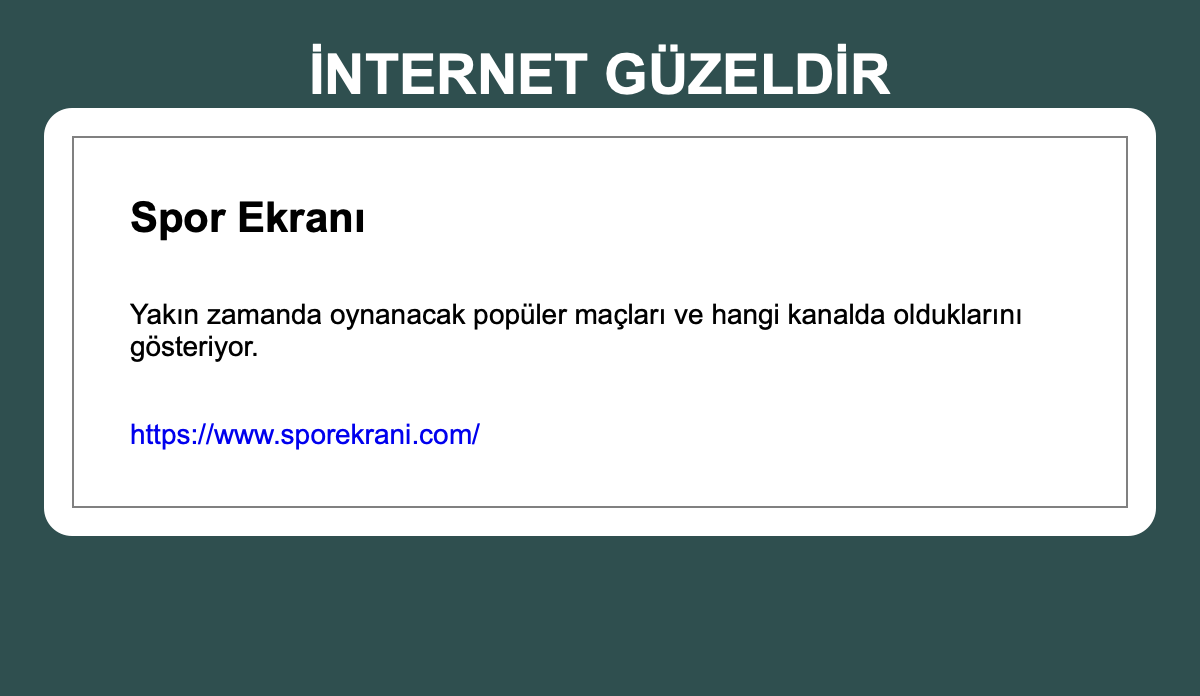 İNTERNET GÜZELDİR
Spor Ekranı
Yakın zamanda oynanacak popüler maçları ve hangi kanalda olduklarını
gösteriyor.
https://www.sporekrani.com/